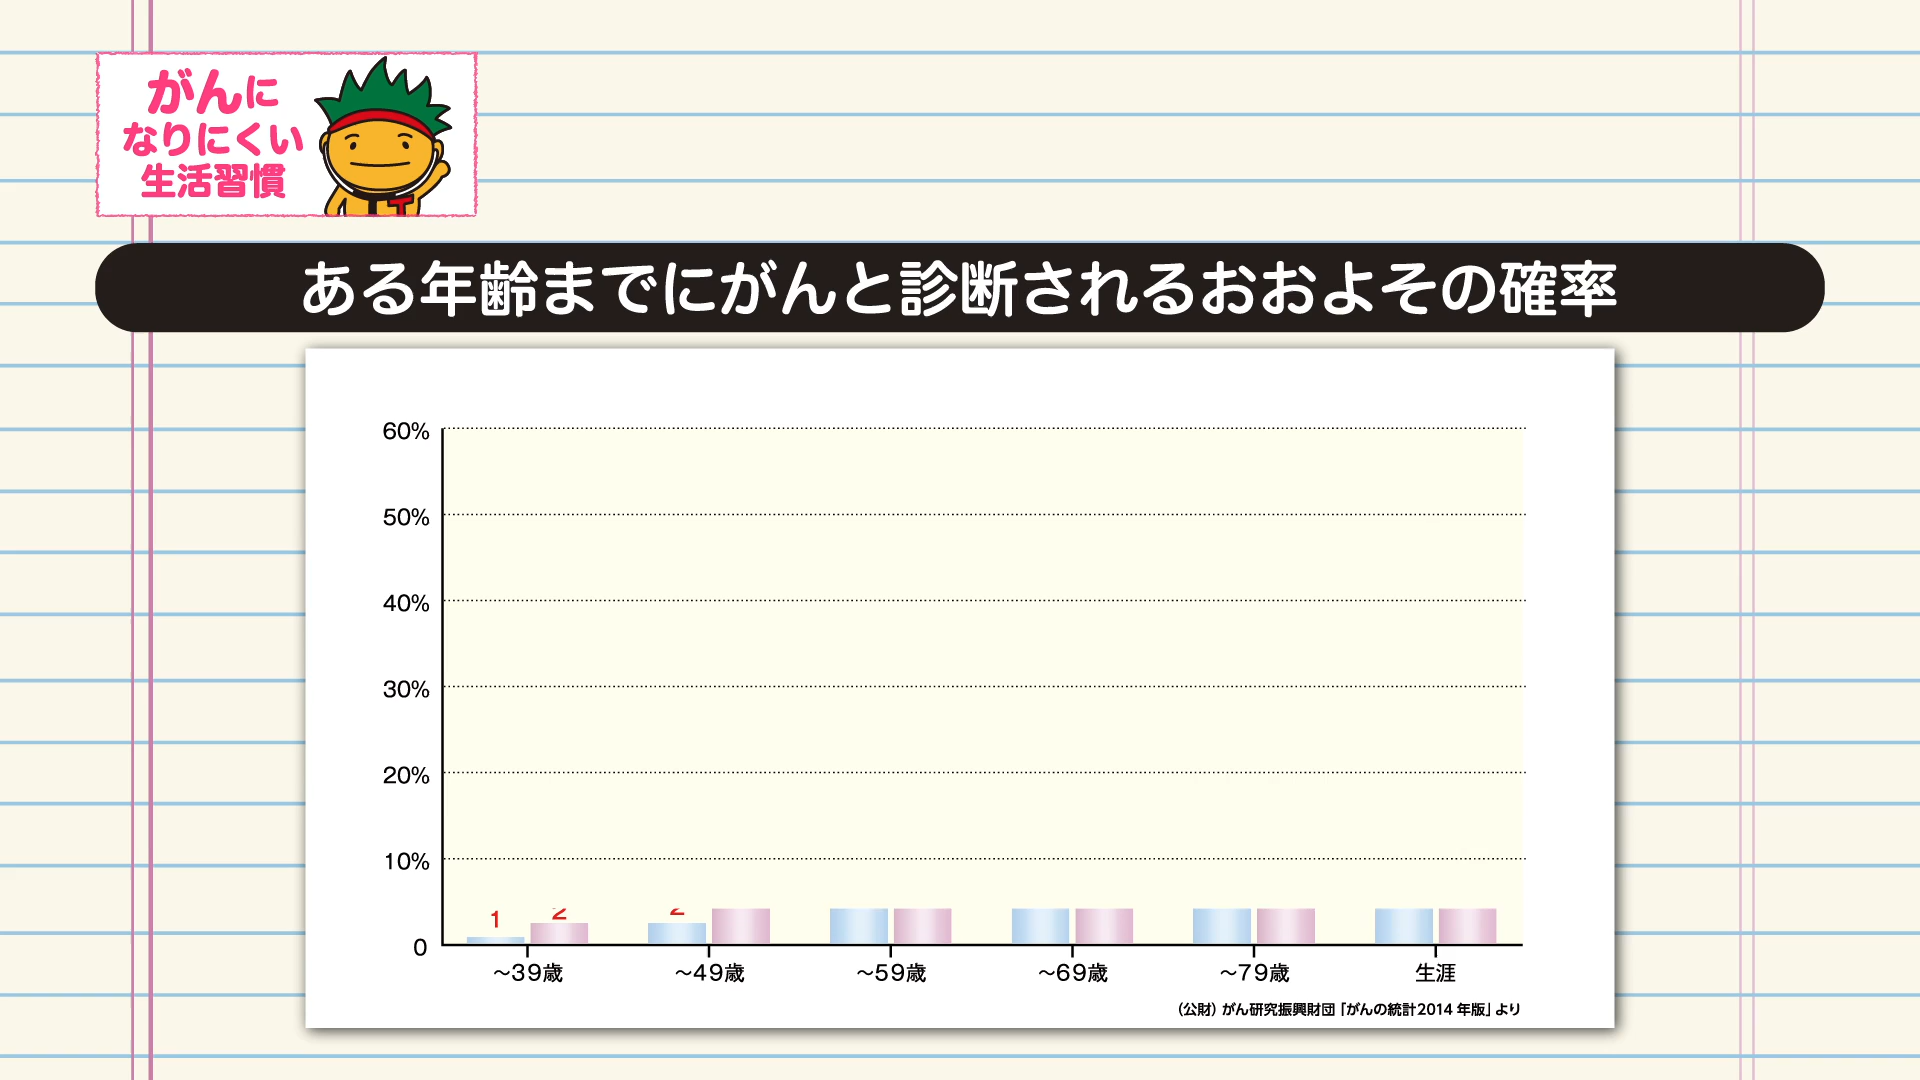 がんに
なりにくい
生活習慣
ある年齢までにがんと診断されるおおよその確率
60%
50%
40%
30%
20%
10%
0
1
2
2
～39歳
～49歳
～59歳
～69歳
～79歳
生涯
(公財)がん研究振興財団「がんの統計2014年版」より